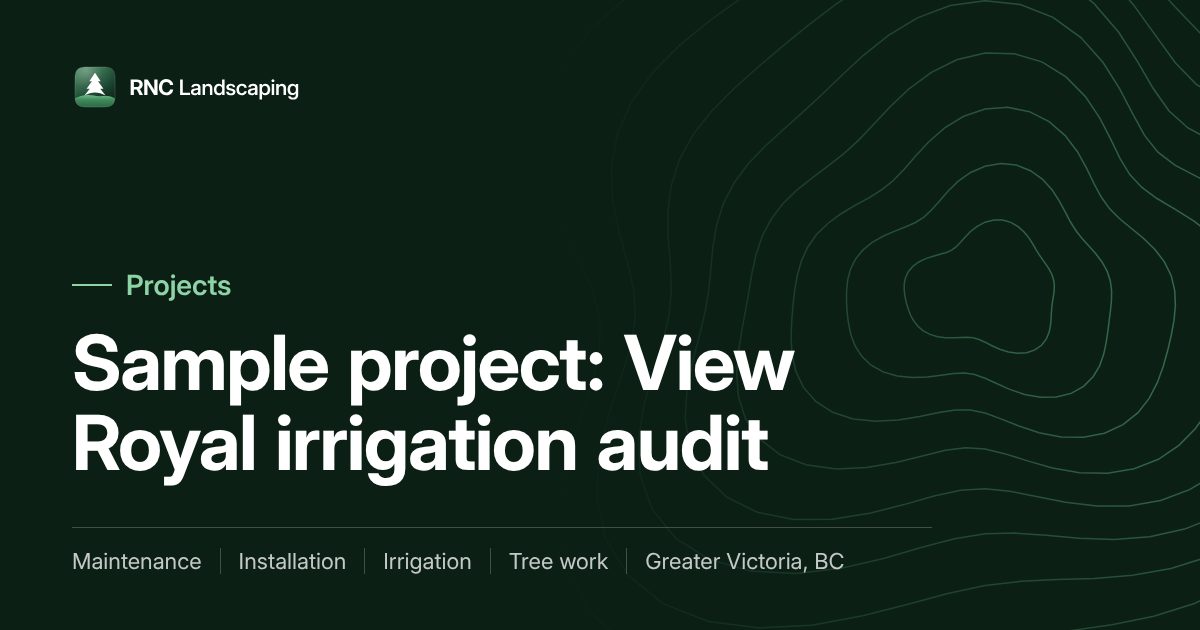 RNC Landscaping
Projects
Sample project: View
Royal irrigation audit
Maintenance
Installation
Irrigation
Tree work
Greater Victoria, BC